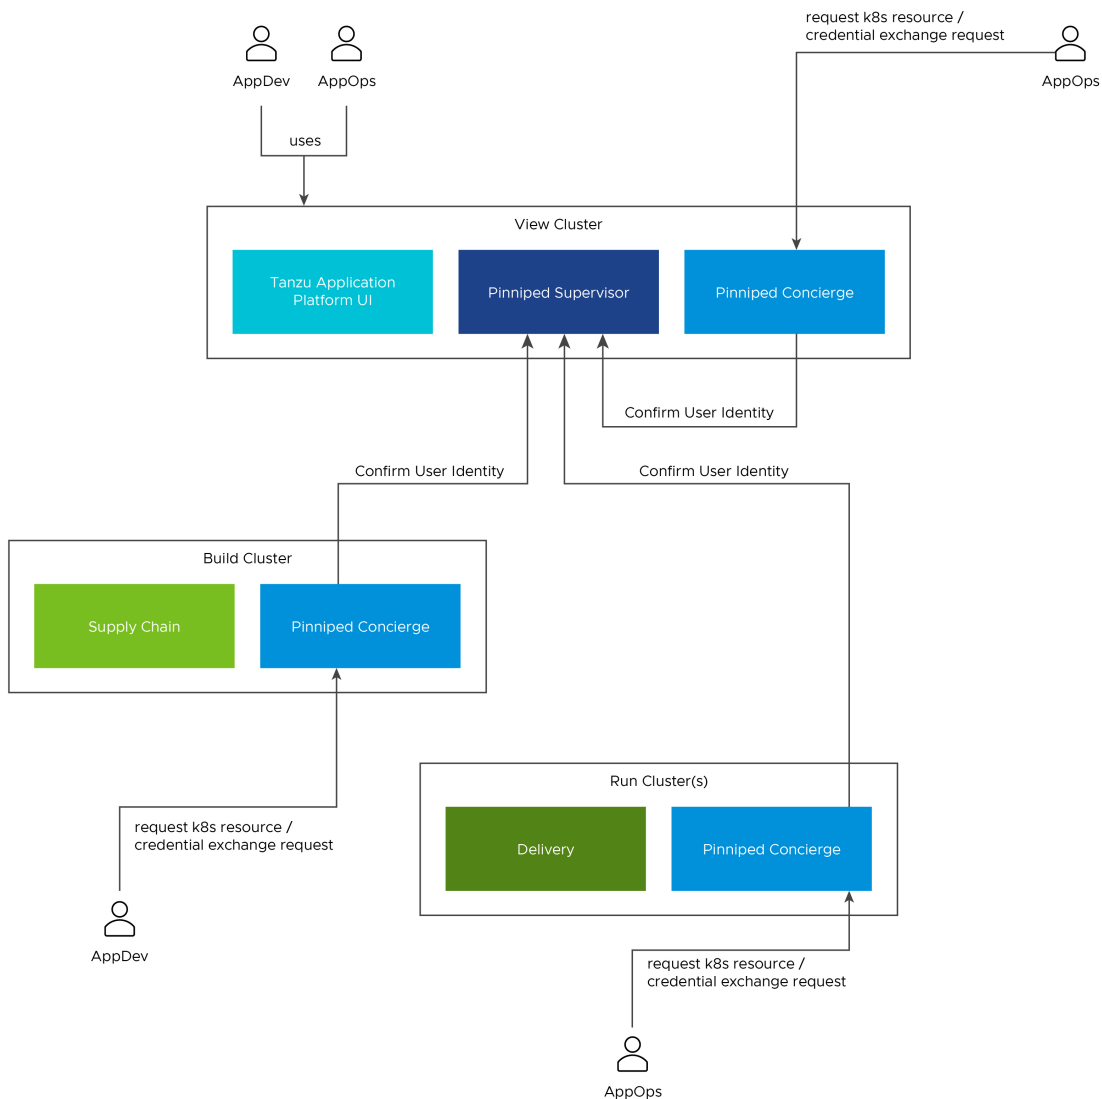 request k8s resource /
credential exchange request
AppDev
AppOps
AppOps
uses
View Cluster
Tanzu Application
Platform UI
Pinniped Supervisor
Pinniped Concierge
Confirm User Identity
Confirm User Identity
Confirm User Identity
Build Cluster
Supply Chain
Pinniped Concierge
Run Cluster(s)
request k8s resource /
credential exchange request
Delivery
Pinniped Concierge
AppDev
request k8s resource /
credential exchange request
AppOps